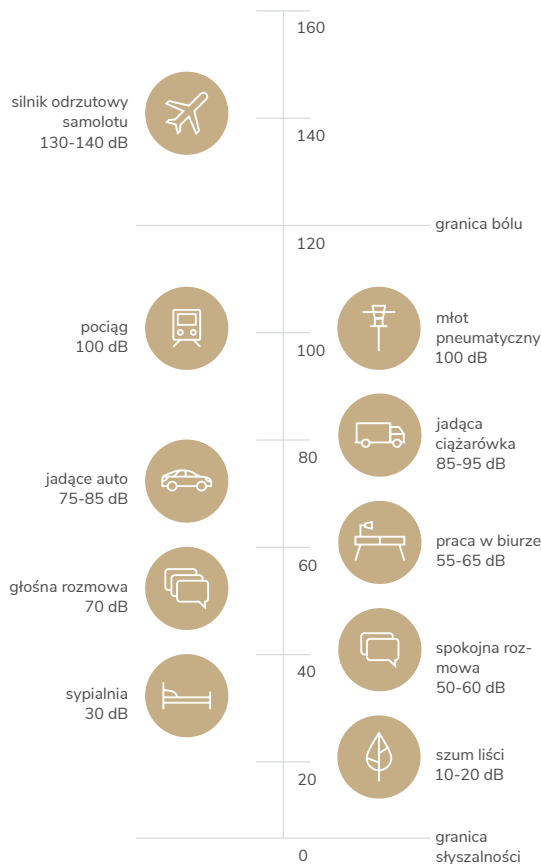 160
silnik odrzutowy
samolotu
130-140 dB
140
granica bólu
120
pociąg
100 dB
młot
pneumatyczny
100 dB
100
jadąca
ciążarówka
85-95 dB
80
jadące auto
75-85 dB
praca w biurze
55-65 dB
60
głośna rozmowa
70 dB
spokojna roz-
mowa
50-60 dB
40
sypialnia
30 dB
szum liści
10-20 dB
20
granica
słyszalności
0